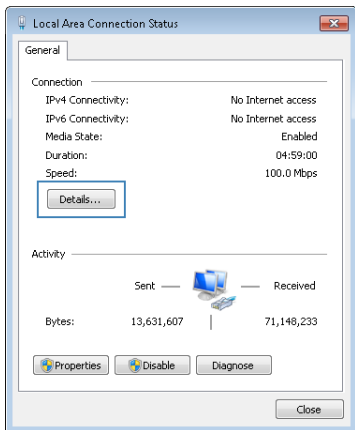 Local Area Connection Status
General
Connection
IPv4 Connectivity: No Internet access
IPv6 Connectivity: No Internet access
Media State: Enabled
Duration: 04:59:00
Speed: 100.0 Mbps
Details...
Activity
Sent Received
Bytes: 13,631,607 71,148,233
Properties Disable Diagnose
Close